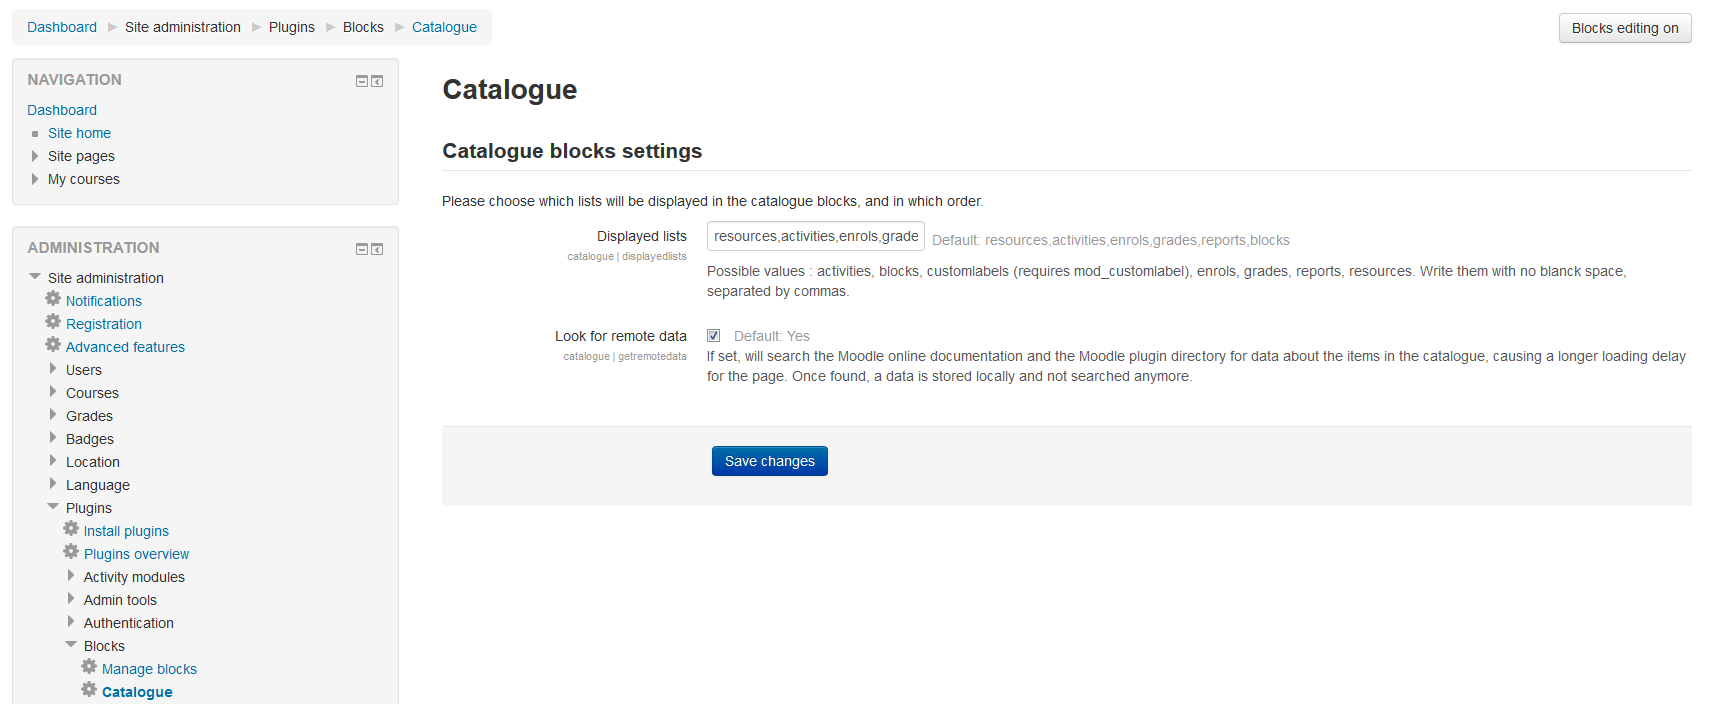 Dashboard Site administration Plugins Blocks Catalogue
Blocks editing on
NAVIGATION
Dashboard
Site home
Site pages
My courses
ADMINISTRATION
Site administration
Notifications
Registration
Advanced features
Users
Courses
Grades
Badges
Location
Language
Plugins
Install plugins
Plugins overview
Activity modules
Admin tools
Authentication
Blocks
Manage blocks
Catalogue
Catalogue
Catalogue blocks settings
Please choose which lists will be displayed in the catalogue blocks, and in which order.
Displayed lists
catalogue | displayedlists
resources,activities,enrols,grade
Default: resources,activities,enrols,grades,reports,blocks
Possible values : activities, blocks, customlabels (requires mod_customlabel), enrols, grades, reports, resources. Write them with no blanck space,
separated by commas.
Look for remote data
catalogue | getremotedata
Default: Yes
If set, will search the Moodle online documentation and the Moodle plugin directory for data about the items in the catalogue, causing a longer loading delay
for the page. Once found, a data is stored locally and not searched anymore.
Save changes